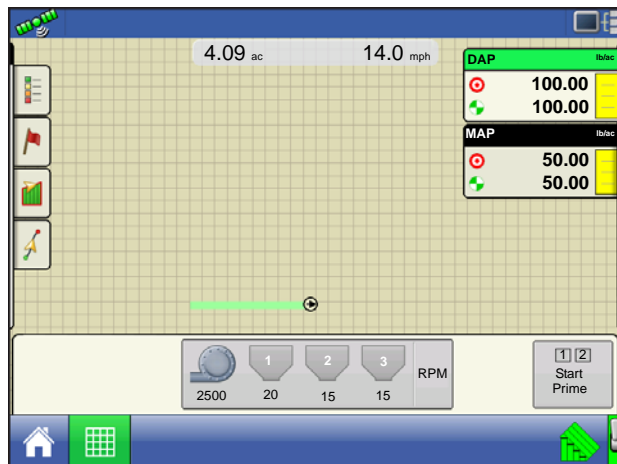 4.09 ac 14.0 mph
DAP lb/ac
100.00
100.00
MAP lb/ac
50.00
50.00
1 2 3
2500 20 15 15 RPM
1 2
Start
Prime